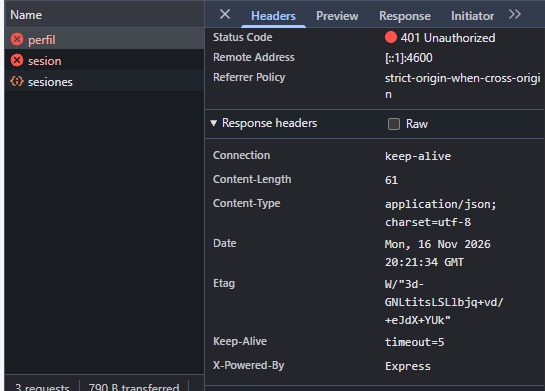 Name
perfil
sesion
sesiones
3 requests 790 B transferred
Headers Preview Response Initiator
Status Code 401 Unauthorized
Remote Address [::1]:4600
Referrer Policy strict-origin-when-cross-origi
n
Response headers Raw
Connection keep-alive
Content-Length 61
Content-Type application/json;
charset=utf-8
Date Mon, 16 Nov 2026
20:21:34 GMT
Etag W/"3d-
GNLtitsLSLlbjq+vd/
+eJdX+YUk"
Keep-Alive timeout=5
X-Powered-By Express